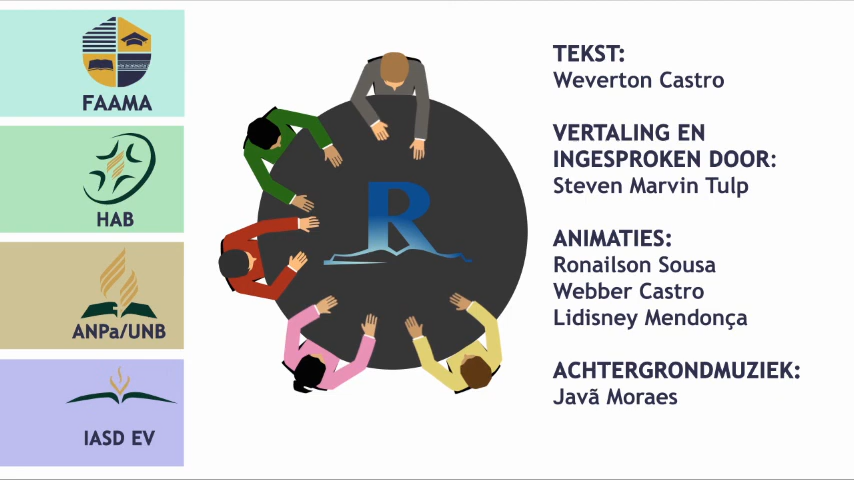 FAAMA
HAB
ANPa/UNB
IASD EV
R
TEKST:
Weverton Castro
VERTALING EN
INGESPROKEN DOOR:
Steven Marvin Tulp
ANIMATIES:
Ronailson Sousa
Webber Castro
Lidisney Mendonça
ACHTERGRONDMUZIEK:
Javã Moraes